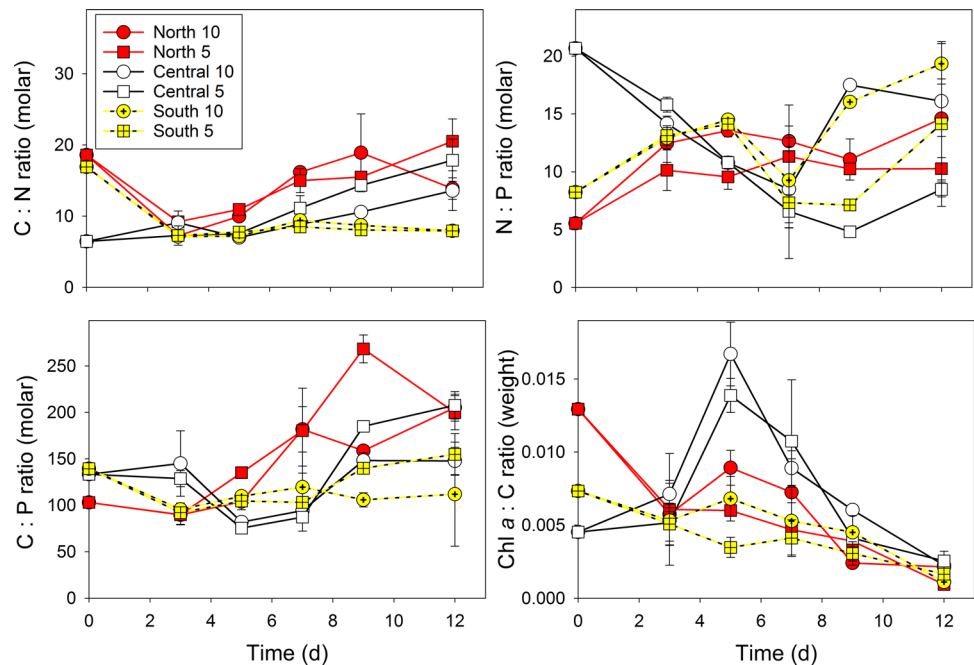 C : N ratio (molar)
0
10
20
30
North 10
North 5
Central 10
Central 5
South 10
South 5
N : P ratio (molar)
0
5
10
15
20
C : P ratio (molar)
0
50
100
150
200
250
0 2 4 6 8 10 12
Time (d)
Chl a : C ratio (weight)
0.000
0.005
0.010
0.015
0 2 4 6 8 10 12
Time (d)